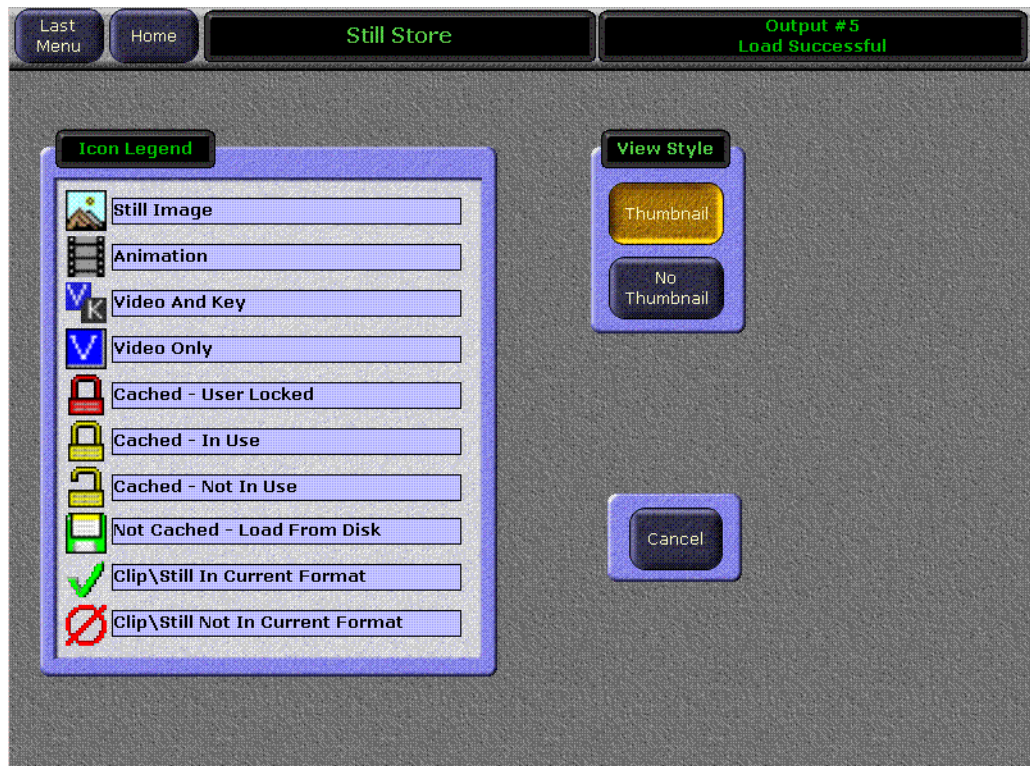 Last
Menu
Home
Still Store
Output #5
Load Successful
Icon Legend
Still Image
Animation
V
K
Video And Key
V
Video Only
Cached - User Locked
Cached - In Use
Cached - Not In Use
Not Cached - Load From Disk
Clip\Still In Current Format
Clip\Still Not In Current Format
View Style
Thumbnail
No
Thumbnail
Cancel